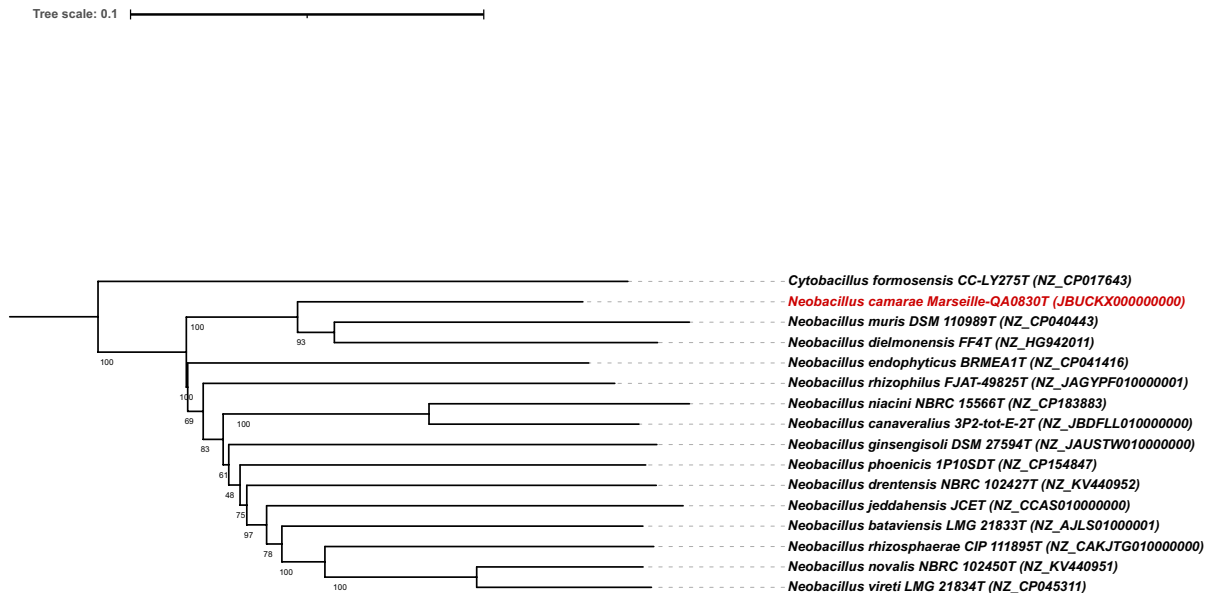 Tree scale: 0.1
Cytobacillus formosensis CC-LY275T (NZ_CP017643)
Neobacillus camarae Marseille-QA0830T (JBUCKX000000000)
100
Neobacillus muris DSM 110989T (NZ_CP040443)
93
Neobacillus dielmonensis FF4T (NZ_HG942011)
100
Neobacillus endophyticus BRMEA1T (NZ_CP041416)
Neobacillus rhizophilus FJAT-49825T (NZ_JAGYPF010000001)
100
Neobacillus niacini NBRC 15566T (NZ_CP183883)
69
100
Neobacillus canaveralius 3P2-tot-E-2T (NZ_JBDFLL010000000)
83
Neobacillus ginsengisoli DSM 27594T (NZ_JAUSTW010000000)
61
Neobacillus phoenicis 1P10SDT (NZ_CP154847)
48
Neobacillus drentensis NBRC 102427T (NZ_KV440952)
75
Neobacillus jeddahensis JCET (NZ_CCAS010000000)
97
Neobacillus bataviensis LMG 21833T (NZ_AJLS01000001)
78
Neobacillus rhizosphaerae CIP 111895T (NZ_CAKJTG010000000)
100
Neobacillus novalis NBRC 102450T (NZ_KV440951)
100
Neobacillus vireti LMG 21834T (NZ_CP045311)